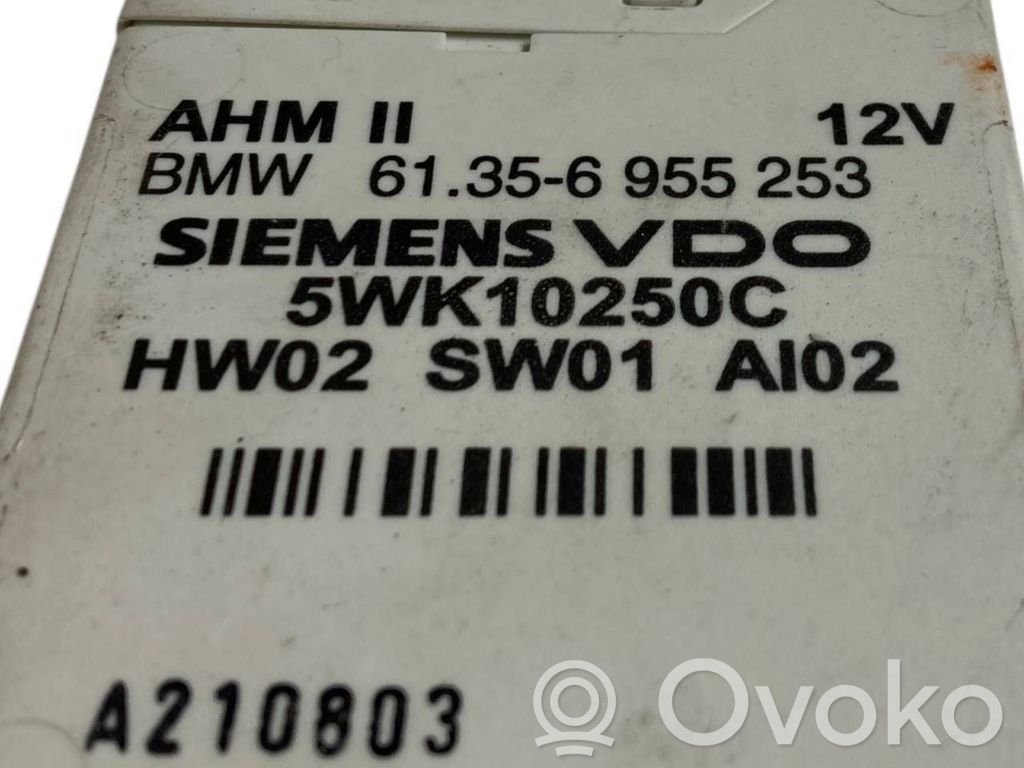 AHM II 12V
BMW 61.35-6 955 253
SIEMENS VDO
5WK10250C
HW02 SW01 AI02
A210803
Ovoko